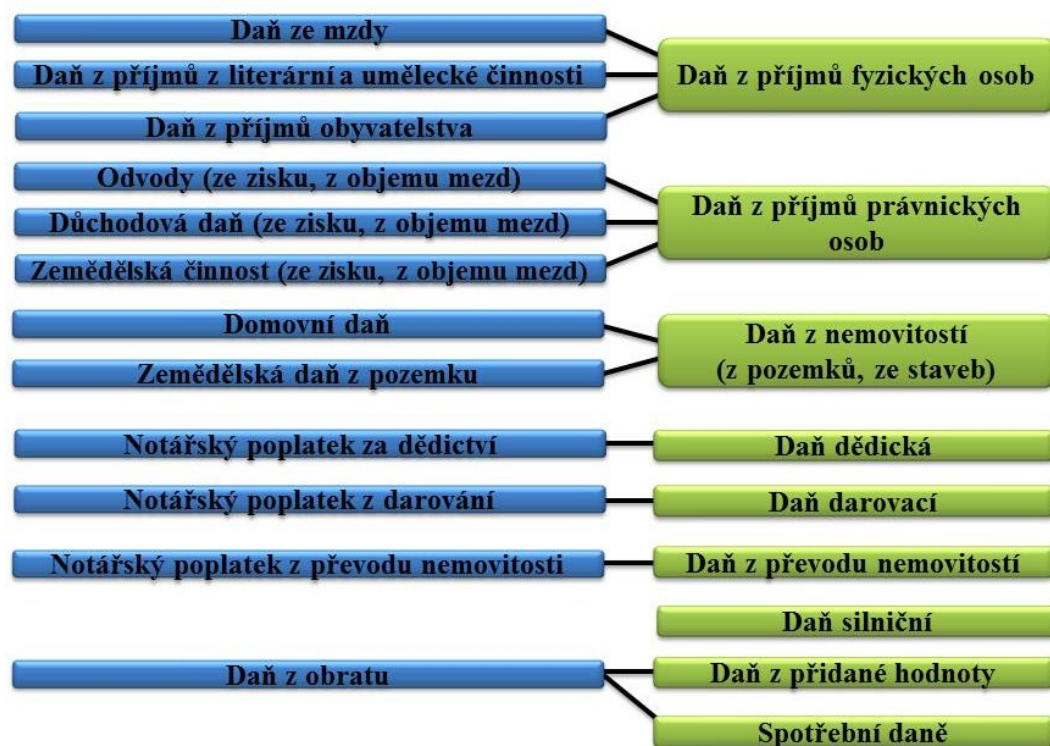 Daň ze mzdy
Daň z příjmů z literární a umělecké činnosti
Daň z příjmů obyvatelstva
Daň z příjmů fyzických osob
Odvody (ze zisku, z objemu mezd)
Důchodová daň (ze zisku, z objemu mezd)
Zemědělská činnost (ze zisku, z objemu mezd)
Daň z příjmů právnických
osob
Domovní daň
Zemědělská daň z pozemku
Daň z nemovitostí
(z pozemků, ze staveb)
Notářský poplatek za dědictví
Daň dědická
Notářský poplatek z darování
Daň darovací
Notářský poplatek z převodu nemovitosti
Daň z převodu nemovitostí
Daň silniční
Daň z obratu
Daň z přidané hodnoty
Spotřební daně